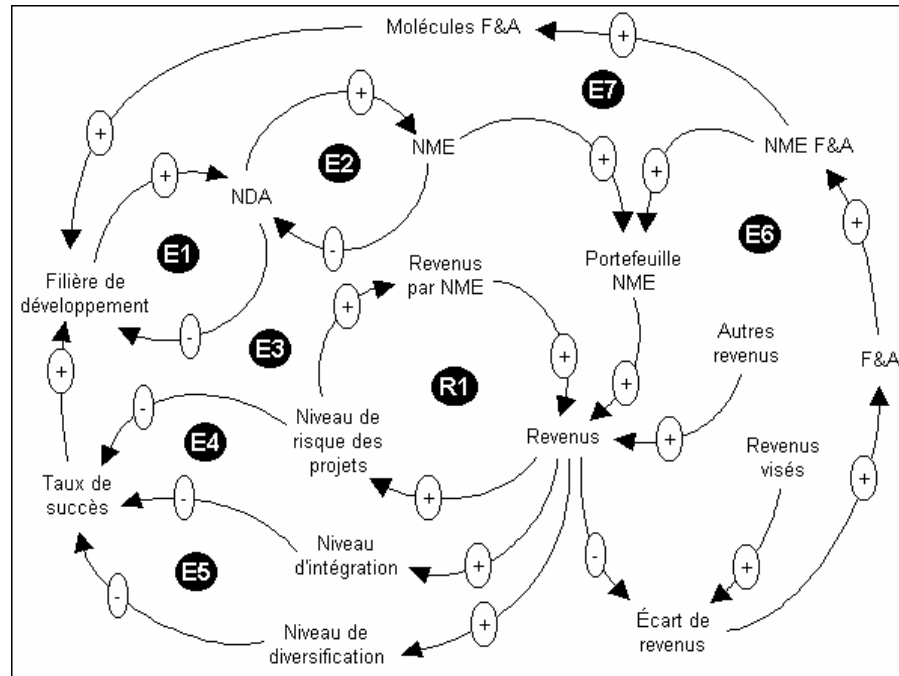 Molécules F&A
+
+
E7
+
NME
NME F&A
+
+
+
E2
NDA
+
-
E1
E6
Portefeuille
NME
Filière de
développement
Revenus
par NME
+
-
E3
+
Autres
revenus
F&A
+
R1
+
-
Niveau de
risque des
projets
E4
Revenus
+
Revenus
visés
Taux de
succès
-
+
+
Niveau
d'intégration
+
-
+
E5
-
+
Niveau de
diversification
Écart de
revenus